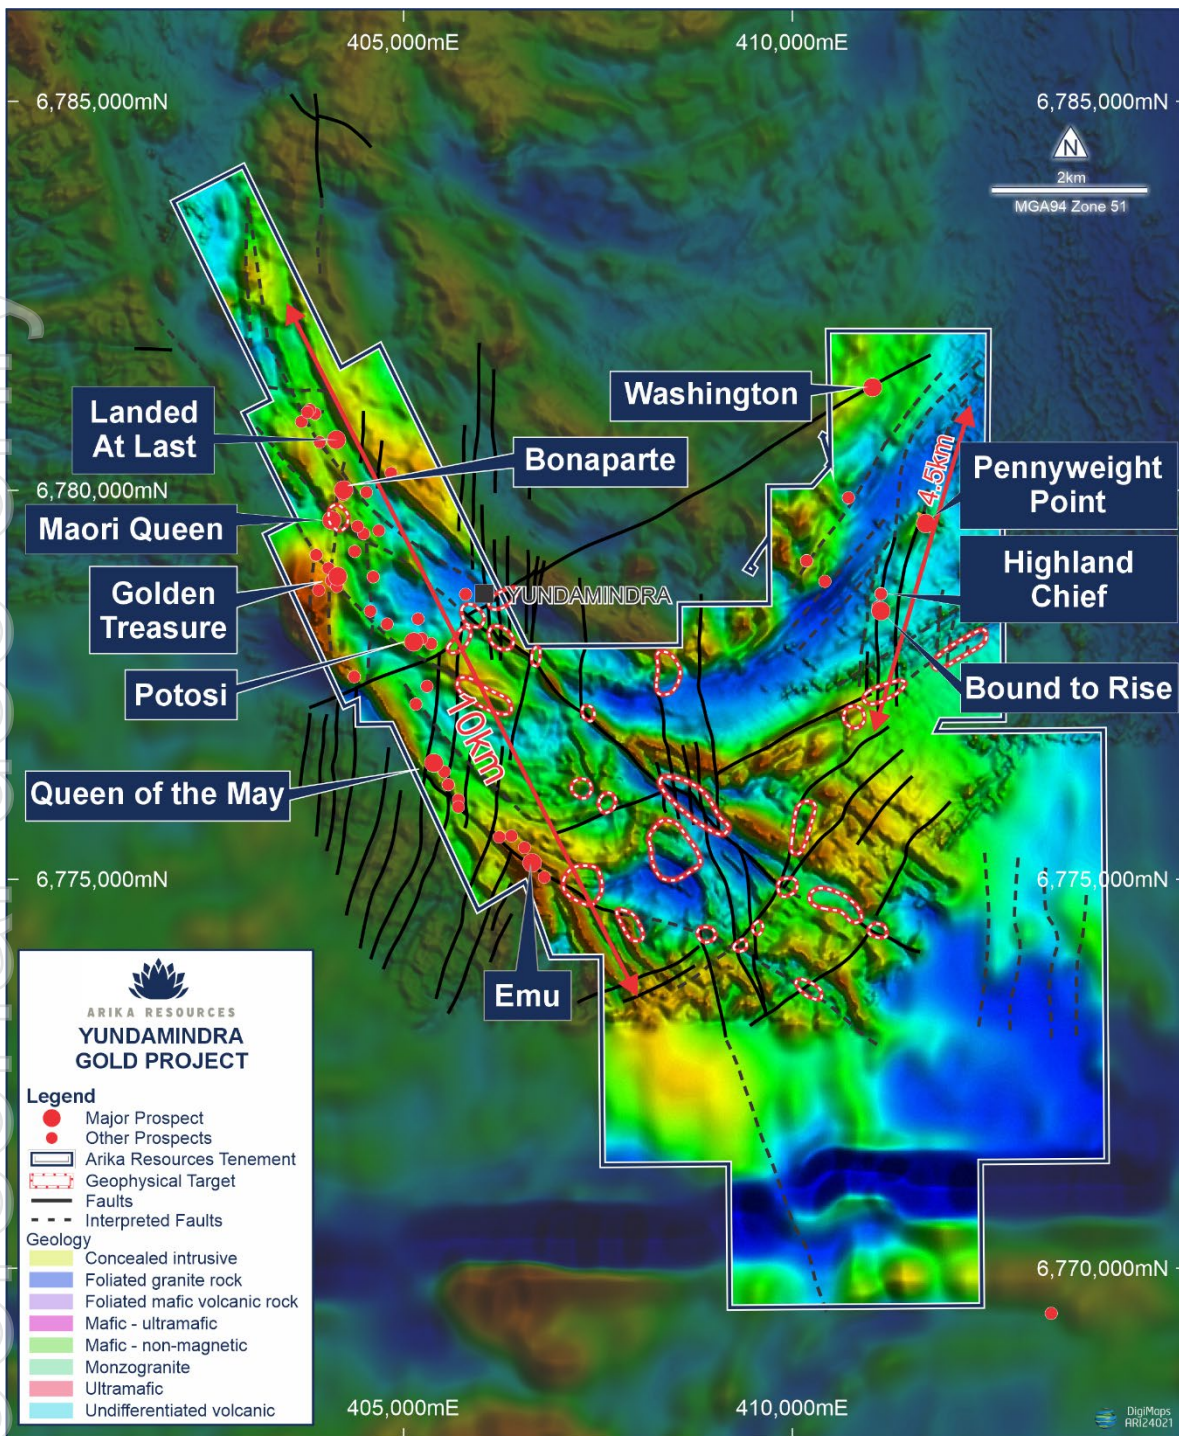 405,000mE
410,000mE
6,785,000mN
6,785,000mN
N
2km
MGA94 Zone 51
Landed
At Last
Washington
Bonaparte
4.5km
Pennyweight
Point
6,780,000mN
Maori Queen
Highland
Chief
Golden
Treasure
YUNDAMINDRA
Potosi
Bound to Rise
10km
Queen of the May
6,775,000mN
6,775,000mN
Emu
ARIKA RESOURCES
YUNDAMINDRA
GOLD PROJECT
Legend
Major Prospect
Other Prospects
Arika Resources Tenement
Geophysical Target
Faults
Interpreted Faults
Geology
Concealed intrusive
Foliated granite rock
Foliated mafic volcanic rock
Mafic - ultramafic
Mafic - non-magnetic
Monzogranite
Ultramafic
Undifferentiated volcanic
6,770,000mN
405,000mE
410,000mE
DigiMaps
ARI24021